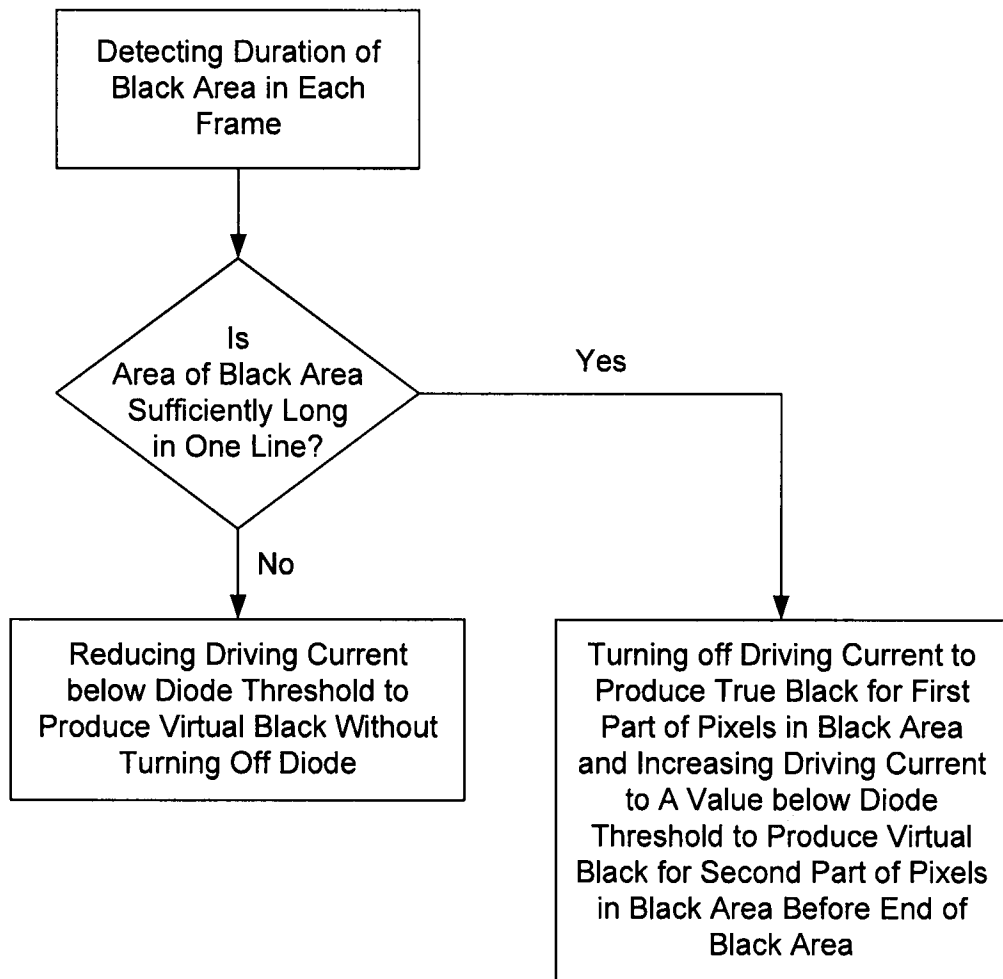 Detecting Duration of
Black Area in Each
Frame
Is
Area of Black Area
Sufficiently Long
in One Line?
Yes
No
Reducing Driving Current
below Diode Threshold to
Produce Virtual Black Without
Turning Off Diode
Turning off Driving Current to
Produce True Black for First
Part of Pixels in Black Area
and Increasing Driving Current
to A Value below Diode
Threshold to Produce Virtual
Black for Second Part of Pixels
in Black Area Before End of
Black Area